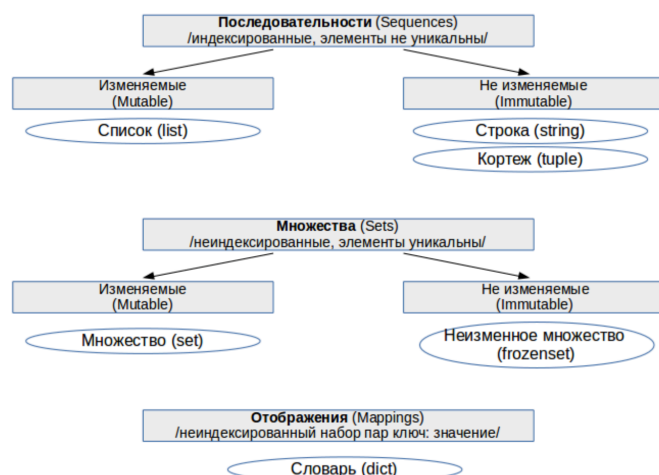 Последовательности (Sequences)
/индексированные, элементы не уникальны/
Изменяемые
(Mutable)
Список (list)
Не изменяемые
(Immutable)
Строка (string)
Кортеж (tuple)
Множества (Sets)
/неиндексированные, элементы уникальны/
Изменяемые
(Mutable)
Множество (set)
Не изменяемые
(Immutable)
Неизменное множество
(frozenset)
Отображения (Mappings)
/неиндексированный набор пар ключ: значение/
Словарь (dict)